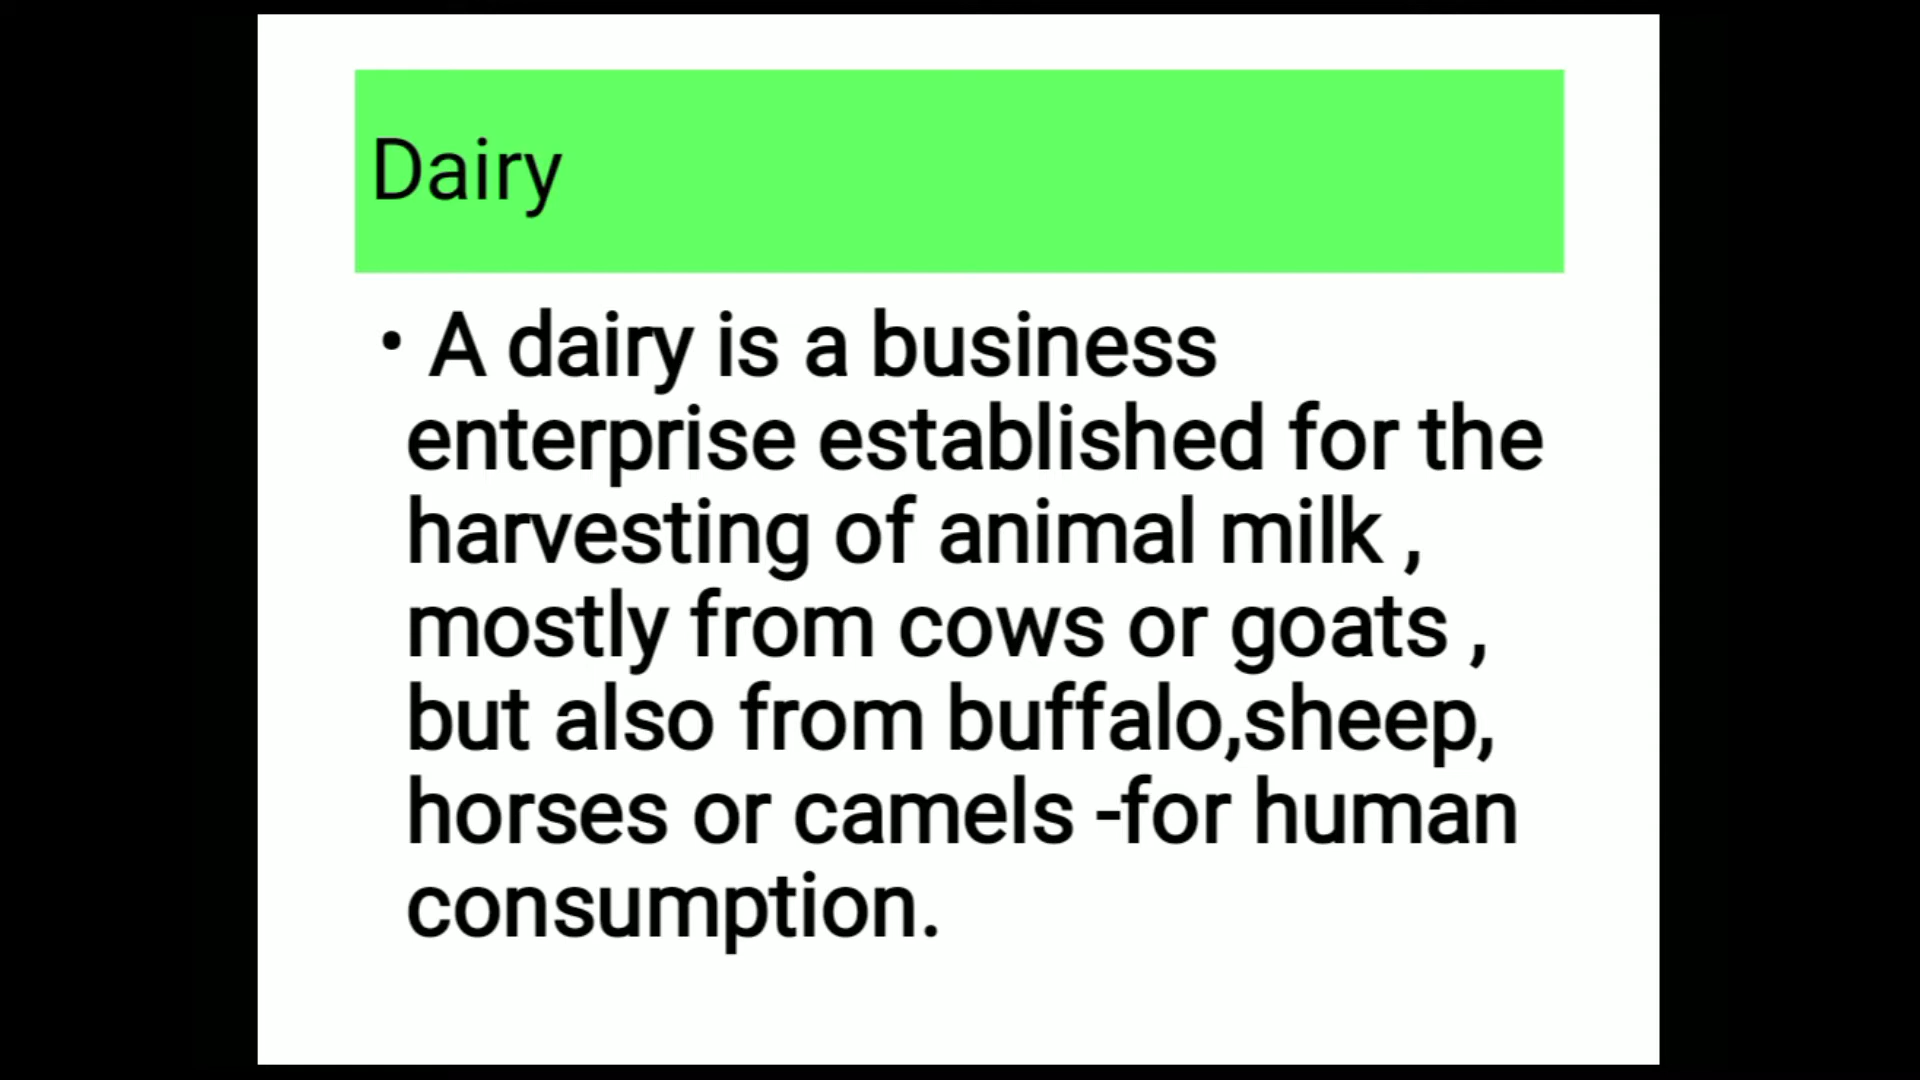 Dairy
• A dairy is a business
enterprise established for the
harvesting of animal milk ,
mostly from cows or goats ,
but also from buffalo,sheep,
horses or camels -for human
consumption.